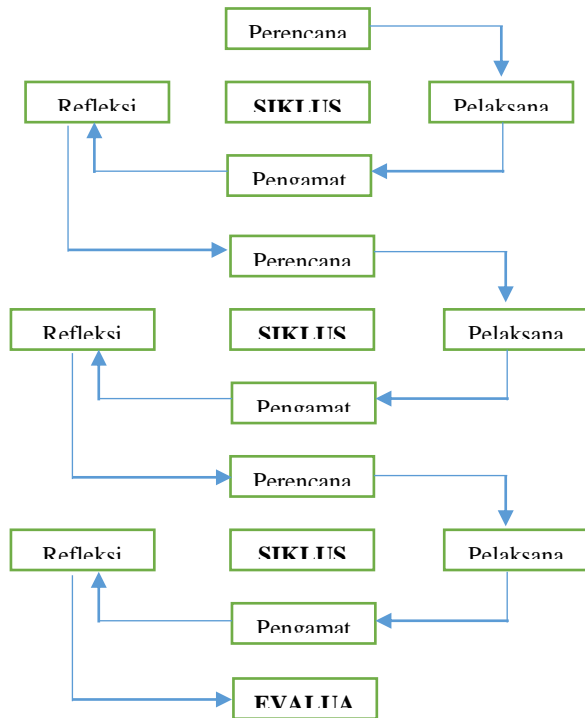 Perencana
Refleksi
SIKLUS
Pelaksana
Pengamat
Perencana
Refleksi
SIKLUS
Pelaksana
Pengamat
Perencana
Refleksi
SIKLUS
Pelaksana
Pengamat
EVALUA